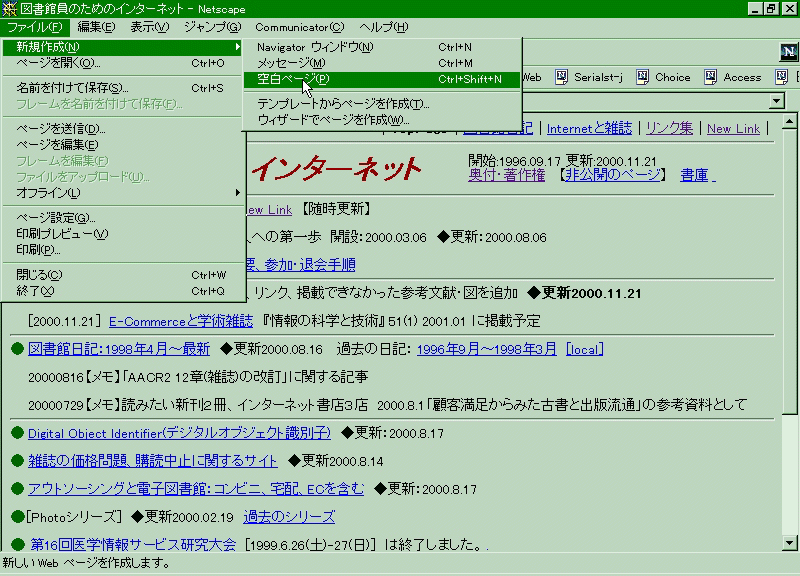 図書館員のためのインターネット - Netscape
ファイル(F) 編集(E) 表示(V) ジャンプ(G) Communicator(C) ヘルプ(H)
新規作成(N)
ページを開く(O)... Ctrl+O
名前を付けて保存(S)... Ctrl+S
フレームを名前を付けて保存(F)...
ページを送信(D)...
ページを編集(E)
フレームを編集(F)
ファイルをアップロード(U)...
オフライン(L)
ページ設定(G)...
印刷プレビュー(V)
印刷(P)...
閉じる(C) Ctrl+W
終了(X) Ctrl+Q
Navigator ウィンドウ(N) Ctrl+N
メッセージ(M) Ctrl+M
空白ページ(P) Ctrl+Shift+N
テンプレートからページを作成(T)...
ウィザードでページを作成(W)...
Web Serialst-j Choice Access
| Internetと雑誌 | リンク集 | New Link |
インターネット
開始:1996.09.17 更新:2000.11.21
奥付・著作権 【非公開のページ】 書庫
New Link 【随時更新】
への第一歩 開設:2000.03.06 ◆更新:2000.08.06
、参加・退会手順
リンク、掲載できなかった参考文献・図を追加 ◆更新2000.11.21
[2000.11.21] E-Commerceと学術雑誌 『情報の科学と技術』 51(1) 2001.01 に掲載予定
図書館日記:1998年4月〜最新 ◆更新2000.08.16 過去の日記: 1996年9月〜1998年3月 [local]
20000816【メモ】「AACR2 12章(雑誌)の改訂」に関する記事
20000729【メモ】読みたい新刊2冊、インターネット書店3店 2000.8.1「顧客満足からみた古書と出版流通」の参考資料として
Digital Object Identifier(デジタルオブジェクト識別子) ◆更新:2000.8.17
雑誌の価格問題、購読中止に関するサイト ◆更新2000.8.14
アウトソーシングと電子図書館: コンビニ、宅配、ECを含む ◆更新:2000.8.17
[Photoシリーズ] ◆更新2000.02.19 過去のシリーズ
第16回医学情報サービス研究大会 [1999.6.26(土)-27(日)] は終了しました。.
新しい Web ページを作成します。